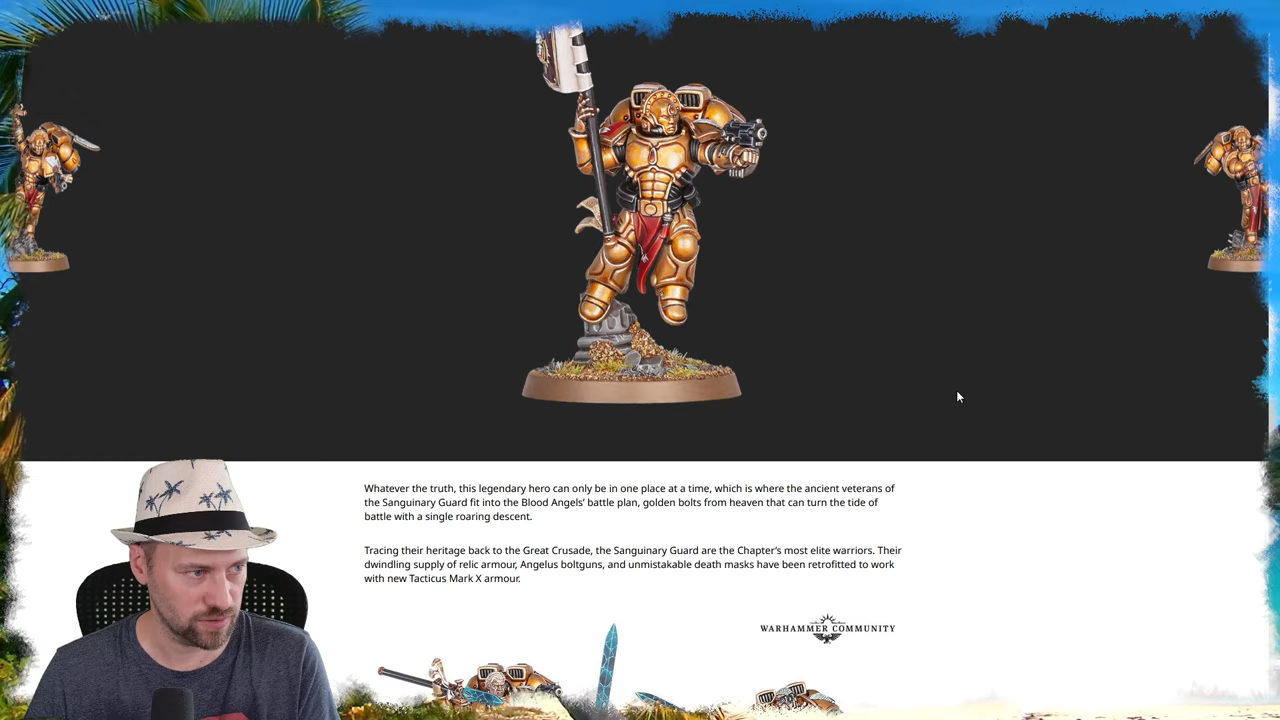 Whatever the truth, this legendary hero can only be in one place at a time, which is where the ancient veterans of
the Sanguinary Guard fit into the Blood Angels’ battle plan, golden bolts from heaven that can turn the tide of
battle with a single roaring descent.
Tracing their heritage back to the Great Crusade, the Sanguinary Guard are the Chapter’s most elite warriors. Their
dwindling supply of relic armour, Angelus boltguns, and unmistakable death masks have been retrofitted to work
with new Tacticus Mark X armour.
WARHAMMER COMMUNITY